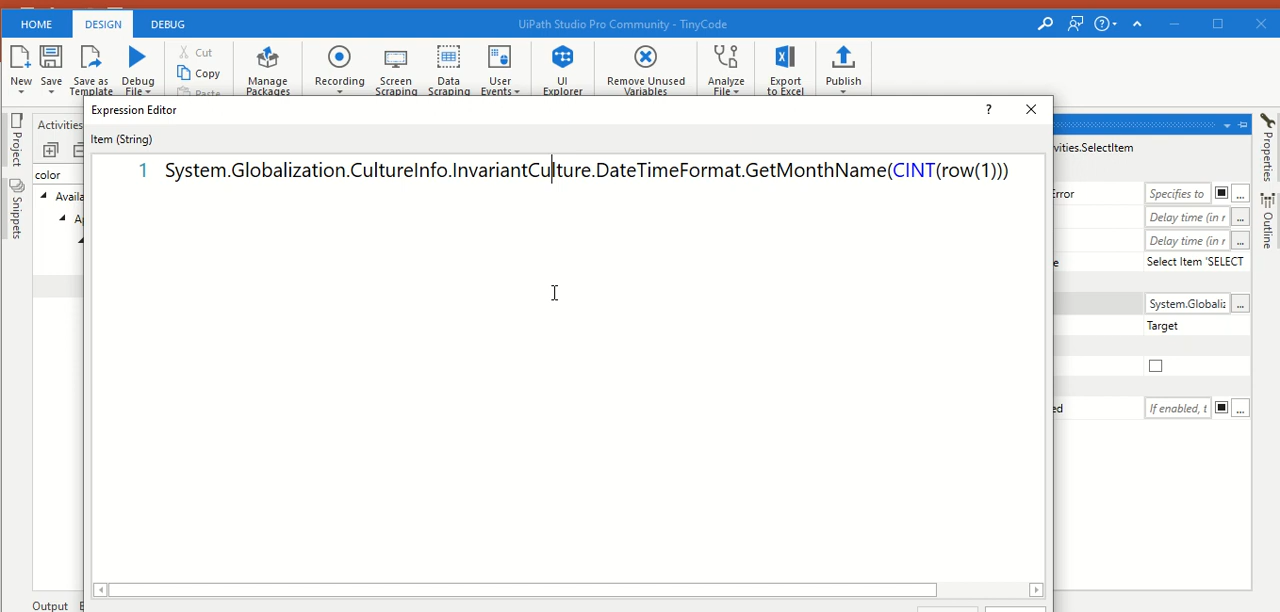 HOME DESIGN DEBUG
UiPath Studio Pro Community - TinyCode
New
Save
Save as Template
Debug File
Cut
Copy
Paste
Manage Packages
Recording
Screen Scraping
Data Scraping
User Events
UI Explorer
Remove Unused Variables
Analyze File
Export to Excel
Publish
Project
Snippets
Activities
color
Expression Editor
?
Item (String)
1 System.Globalization.CultureInfo.InvariantCulture.DateTimeFormat.GetMonthName(CINT(row(1)))
vities.SelectItem
Error
Specifies to
...
Delay time (in r
...
Delay time (in r
...
Select Item 'SELECT
System.Globaliz
...
Target
If enabled, t
...
Properties
Outline
Output